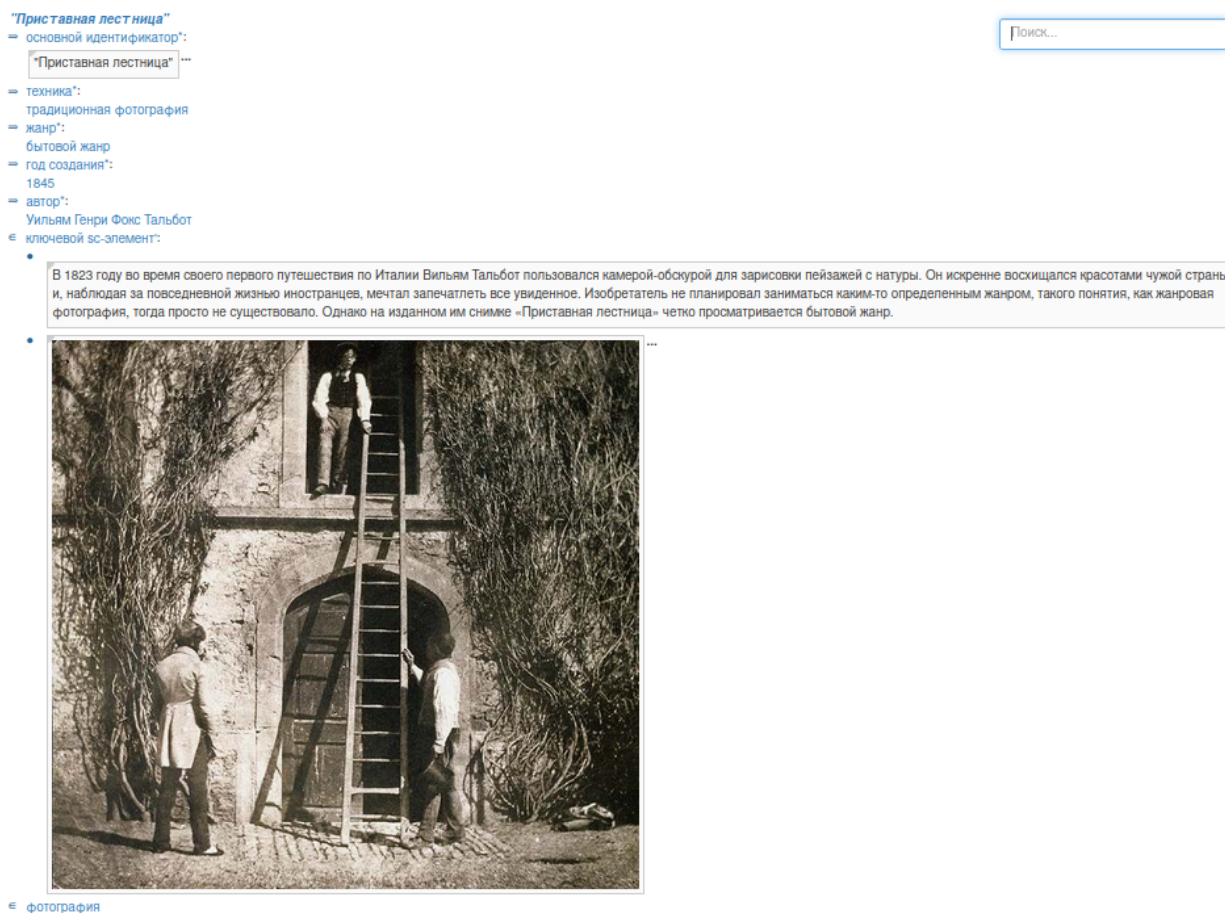 "Приставная лестница"
Поиск...
⇒ основной идентификатор*:
"Приставная лестница" ...
⇒ техника*:
традиционная фотография
⇒ жанр*:
бытовой жанр
⇒ год создания*:
1845
⇒ автор*:
Уильям Генри Фокс Тальбот
∈ ключевой sc-элемент':
В 1823 году во время своего первого путешествия по Италии Вильям Тальбот пользовался камерой-обскурой для зарисовки пейзажей с натуры. Он искренне восхищался красотами чужой страны
и, наблюдая за повседневной жизнью иностранцев, мечтал запечатлеть все увиденное. Изобретатель не планировал заниматься каким-то определенным жанром, такого понятия, как жанровая
фотография, тогда просто не существовало. Однако на изданном им снимке «Приставная лестница» четко просматривается бытовой жанр.
...
∈ фотография